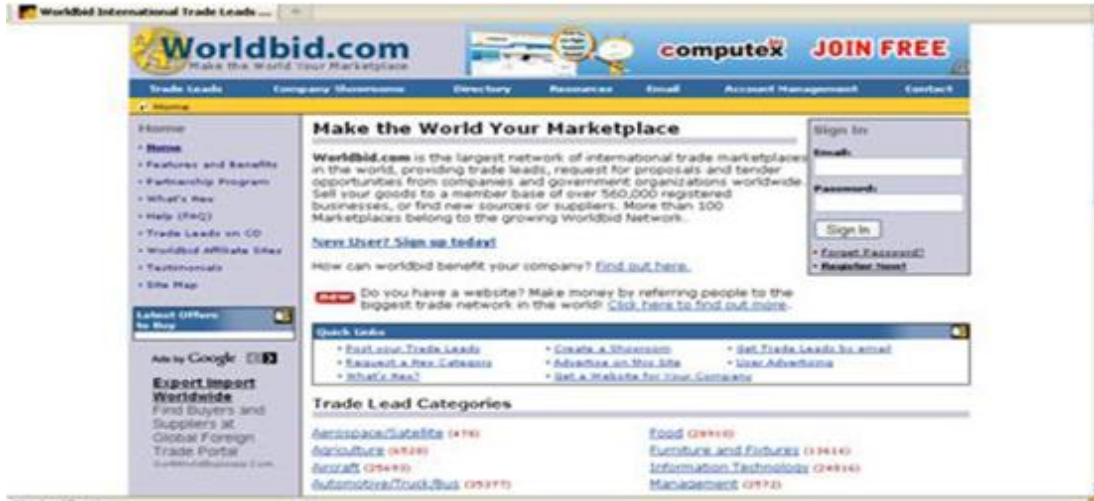 Worldbid International Trade Leads ...
Worldbid.com
Make the World Your Marketplace
computex JOIN FREE
Trade Leads Company Showrooms Directory Resources Email Account Management Contact
Home
Home
• Home
• Features and Benefits
• Partnership Program
• What's New
• Help (FAQ)
• Trade Leads on CD
• Worldbid Affiliate Sites
• Testimonials
• Site Map
Latest Offers
to Buy
Ads by Google
Export Import
Worldwide
Find Buyers and
Suppliers at
Global Foreign
Trade Portal
Make the World Your Marketplace
Worldbid.com is the largest network of international trade marketplaces
in the world, providing trade leads, request for proposals and tender
opportunities from companies and government organizations worldwide.
Sell your goods to a member base of over 560,000 registered
businesses, or find new sources or suppliers. More than 100
Marketplaces belong to the growing Worldbid Network.
New User? Sign up today!
How can worldbid benefit your company? Find out here.
new Do you have a website? Make money by referring people to the
biggest trade network in the world! Click here to find out more.
Quick Links
• Post your Trade Leads • Create a Showroom • Get Trade Leads by email
• Request a New Category • Advertise on this Site • User Advertising
• What's New? • Get a Website for Your Company
Trade Lead Categories
Aerospace/Satellite (476)
Agriculture (6528)
Aircraft (25693)
Automotive/Truck/Bus (35377)
Food (28910)
Furniture and Fixtures (13616)
Information Technology (24816)
Management (2572)
Sign In
Email:
Password:
Sign In
• Forget Password?
• Register Now!